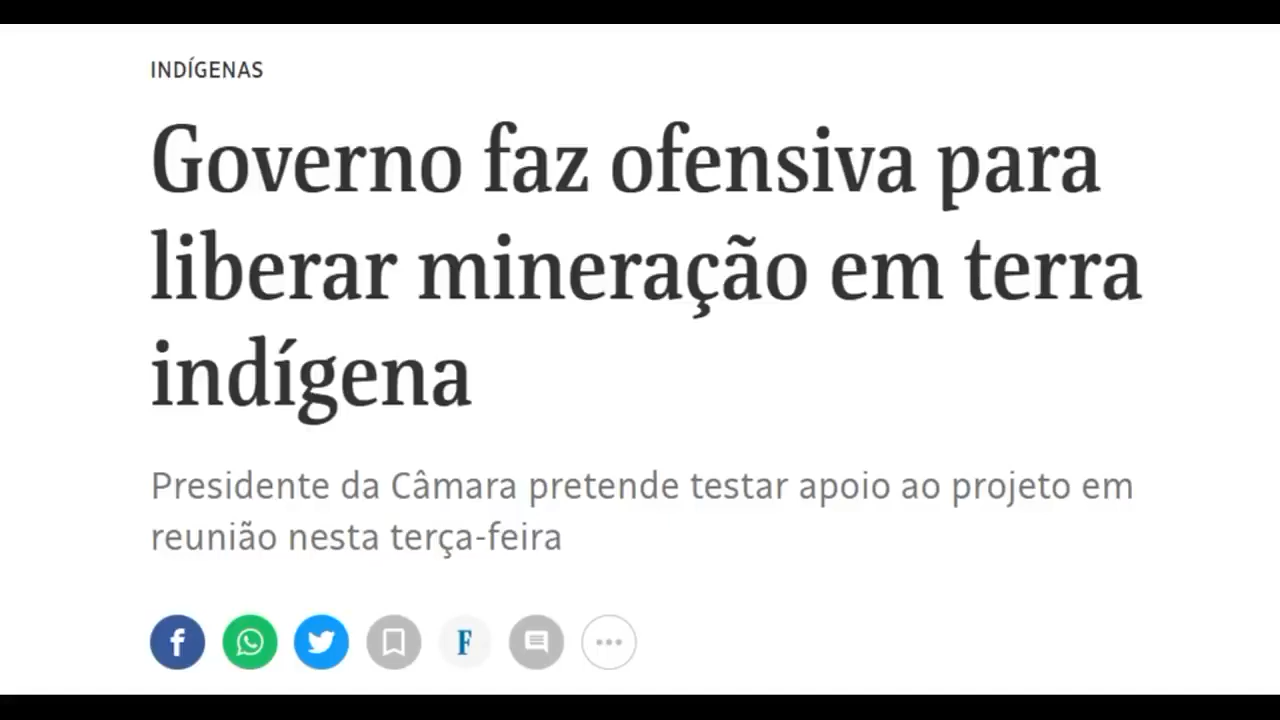 INDÍGENAS
Governo faz ofensiva para
liberar mineração em terra
indígena
Presidente da Câmara pretende testar apoio ao projeto em
reunião nesta terça-feira
f F